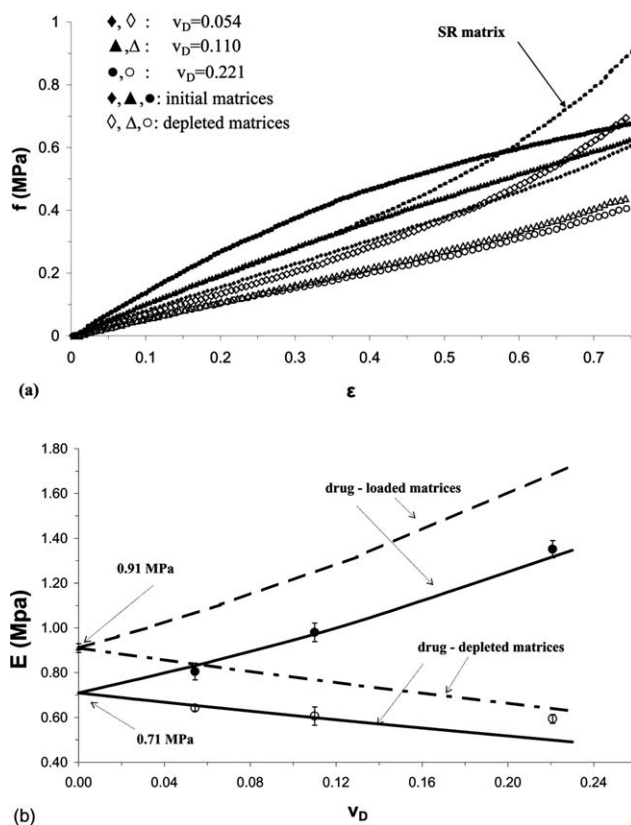 (a)
f (MPa)
1
0.8
0.6
0.4
0.2
0
♦, ◊ : v_D=0.054
▲,Δ : v_D=0.110
●,○ : v_D=0.221
♦, ▲, ●: initial matrices
◊, Δ, ○: depleted matrices
SR matrix
0 0.1 0.2 0.3 0.4 0.5 0.6 0.7
ε
(b)
E (Mpa)
1.80
1.60
1.40
1.20
1.00
0.80
0.60
0.40
drug - loaded matrices
0.91 MPa
drug - depleted matrices
0.71 MPa
0.00 0.04 0.08 0.12 0.16 0.20 0.24
v_D